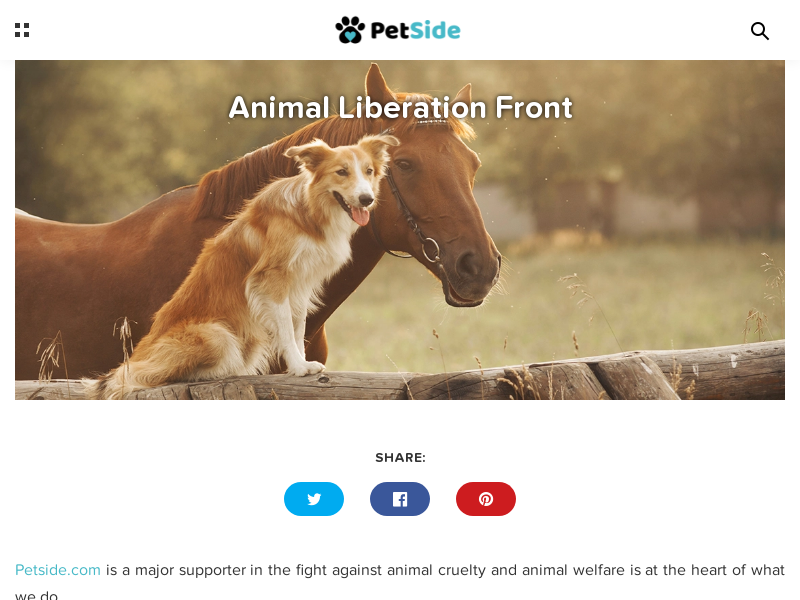 PetSide
Animal Liberation Front
SHARE:
Petside.com is a major supporter in the fight against animal cruelty and animal welfare is at the heart of what
we do.